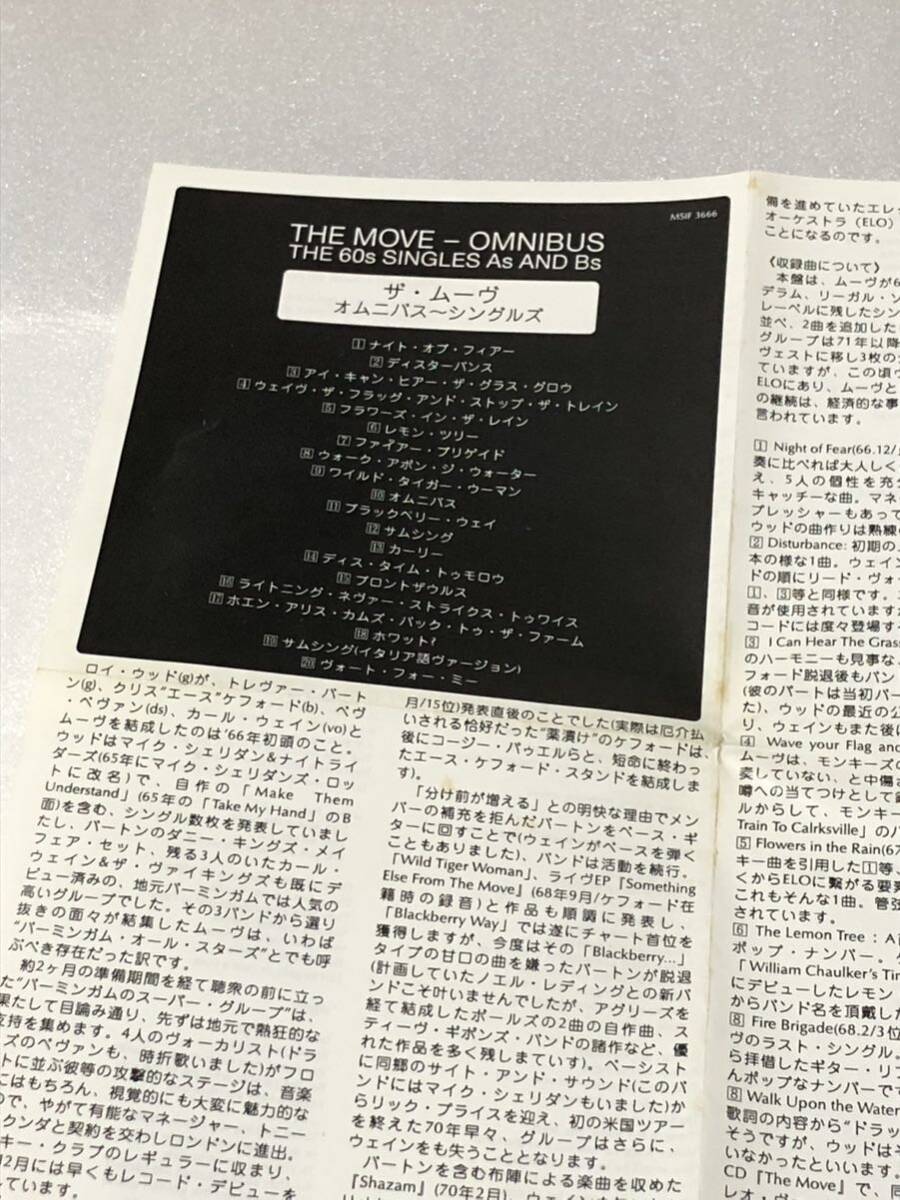 MSIF 3666
THE MOVE – OMNIBUS
THE 60s SINGLES As AND Bs
ザ・ムーヴ
オムニバス〜シングルズ
1 ナイト・オブ・フィアー
2 ディスターバンス
3 アイ・キャン・ヒアー・ザ・グラス・グロウ
4 ウェイヴ・ザ・フラッグ・アンド・ストップ・ザ・トレイン
5 フラワーズ・イン・ザ・レイン
6 レモン・ツリー
7 ファイアー・ブリゲイド
8 ウォーク・アポン・ジ・ウォーター
9 ワイルド・タイガー・ウーマン
10 オムニバス
11 ブラックベリー・ウェイ
12 サムシング
13 カーリー
14 ディス・タイム・トゥモロウ
15 ブロントザウルス
16 ライトニング・ネヴァー・ストライクス・トゥワイス
17 ホエン・アリス・カムズ・バック・トゥ・ザ・ファーム
18 ホワット?
19 サムシング(イタリア語ヴァージョン)
20 ヴォート・フォー・ミー
ロイ・ウッド(g)が、トレヴァー・バート
ン(g)、クリス"エース"ケフォード(b)、ベヴ
・ベヴァン(ds)、カール・ウェイン(vo)と
ムーヴを結成したのは'66年初頭のこと。
ウッドはマイク・シェリダン&ナイトライ
ダーズ(65年にマイク・シェリダンズ・ロッ
トに改名)で、自作の「Make Them
Understand」(65年の「Take My Hand」のB
面)を含む、シングル数枚を発表していまし
たし、バートンのダニー・キングズ・メイ
フェア・セット、残る3人のいたカール・
ウェイン&ザ・ヴァイキングズも既にデ
ビュー済みの、地元バーミンガムでは人気の
高いグループでした。その3バンドから選り
抜きの面々が結集したムーヴは、いわば
"バーミンガム・オール・スターズ"とでも呼
ぶべき存在だった訳です。
約2ヶ月の準備期間を経て聴衆の前に立っ
た"バーミンガムのスーパー・グループ"は、
果たして目論み通り、先ずは地元で熱狂的な
支持を集めます。4人のヴォーカリスト(ドラ
ズのベヴァンも、時折歌いました)がフロ
トに並ぶ彼等の攻撃的なステージは、音楽
にはもちろん、視覚的にも大変に魅力的な
ので、やがて有能なマネージャー、トニー
クンダと契約を交わしロンドンに進出。
キー・クラブのレギュラーに収まり、
2月には早くもレコード・デビューを
しています。
月/15位)発表直後のことでした(実際は厄介払
いされる恰好だった"薬漬け"のケフォードは、
後にコージー・パゥエルらと、短命に終わっ
たエース・ケフォード・スタンドを結成しま
す)。
「分け前が増える」との明快な理由でメン
バーの補充を拒んだバートンをベース・ギ
ターに回すことで(ウェインがベースを弾く
こともありました)、バンドは活動を続行。
「Wild Tiger Woman」、ライヴEP『Something
Else From The Move』(68年9月/ケフォード在
籍時の録音)と作品も順調に発表し、
「Blackberry Way」では遂にチャート首位を
獲得しますが、今度はその「Blackberry...」
タイプの甘口の曲を嫌ったバートンが脱退
(計画していたノエル・レディングとの新バ
ンドこそ叶いませんでしたが、アグリーズを
経て結成したボールズの2曲の自作曲、ス
ティーヴ・ギボンズ・バンドの諸作など、優
れた作品を多く残しまています)。ベーシスト
に同郷のサイト・アンド・サウンド(このバ
ンドにはマイク・シェリダンもいました)か
らリック・プライスを迎え、初の米国ツアー
を終えた70年早々、グループはさらに、
ウェインをも失うこととなります。
バートンを含む布陣による楽曲を収めた
『Shazam』(70年2月)、ウェインを
備を進めていたエレク
オーケストラ(ELO)
ことになるのです。
〈収録曲について〉
本盤は、ムーヴが6
デラム、リーガル・ゾ
レーベルに残したシン
並べ、2曲を追加した
グループは71年以降
ヴェストに移し3枚の
ていますが、この頃
ELOにあり、ムーヴと
の継続は、経済的な事
言われています。
1 Night of Fear(66.12/
奏に比べれば大人しく
え、5人の個性を充分
キャッチーな曲。マネ
プレッシャーもあって
ウッドの曲作りは熟練
2 Disturbance: 初期の
本の様な1曲。ウェイン
ドの順にリード・ヴォ
1、3等と同様です。
音が使用されています
コードには度々登場す
3 I Can Hear The Gras
のハーモニーも見事な
フォード脱退後もバン
(彼のパートは当初バー
た)、ウッドの最近の公
り、ウェインもまた後
4 Wave your Flag and
ムーヴは、モンキーズの
奏していない、と中傷さ
噂への当てつけとして
ルからして、モンキー
Train To Calrksville」のパ
5 Flowers in the Rain(67
キー曲を引用した1等、
くからELOに繋がる要
これもそんな1曲。管弦
されています。
6 The Lemon Tree : A
ポップ・ナンバー。
「William Chaulker's Tim
にデビューしたレモン
からバンド名を頂戴した
8 Fire Brigade(68.2/3位
ヴのラスト・シングル。
ら拝借したギター・リフ
んポップなナンバーで
8 Walk Upon the Water
歌詞の内容から"ドラッ
そうですが、ウッドは
いなかったといいます。
CD『The Move』で、同